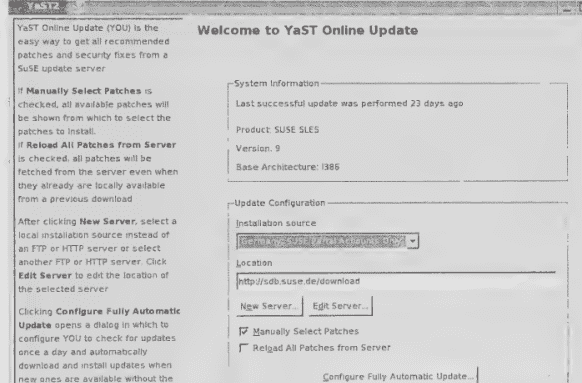 YaST2
YaST Online Update (YOU) is the
easy way to get all recommended
patches and security fixes from a
SuSE update server
If Manually Select Patches is
checked, all available patches will
be shown from which to select the
patches to install.
If Reload All Patches from Server
is checked, all patches will be
fetched from the server even when
they already are locally available
from a previous download
After clicking New Server, select a
local installation source instead of
an FTP or HTTP server or select
another FTP or HTTP server. Click
Edit Server to edit the location of
the selected server
Clicking Configure Fully Automatic
Update opens a dialog in which to
configure YOU to check for updates
once a day and automatically
download and install updates when
new ones are available without the
Welcome to YaST Online Update
System Information
Last successful update was performed 23 days ago
Product: SUSE SLES
Version: 9
Base Architecture: i386
Update Configuration
Installation source
Germany: SUSE Portal Accounts Only
Location
http://sdb.suse.de/download
New Server...
Edit Server...
Manually Select Patches
Reload All Patches from Server
Configure Fully Automatic Update...